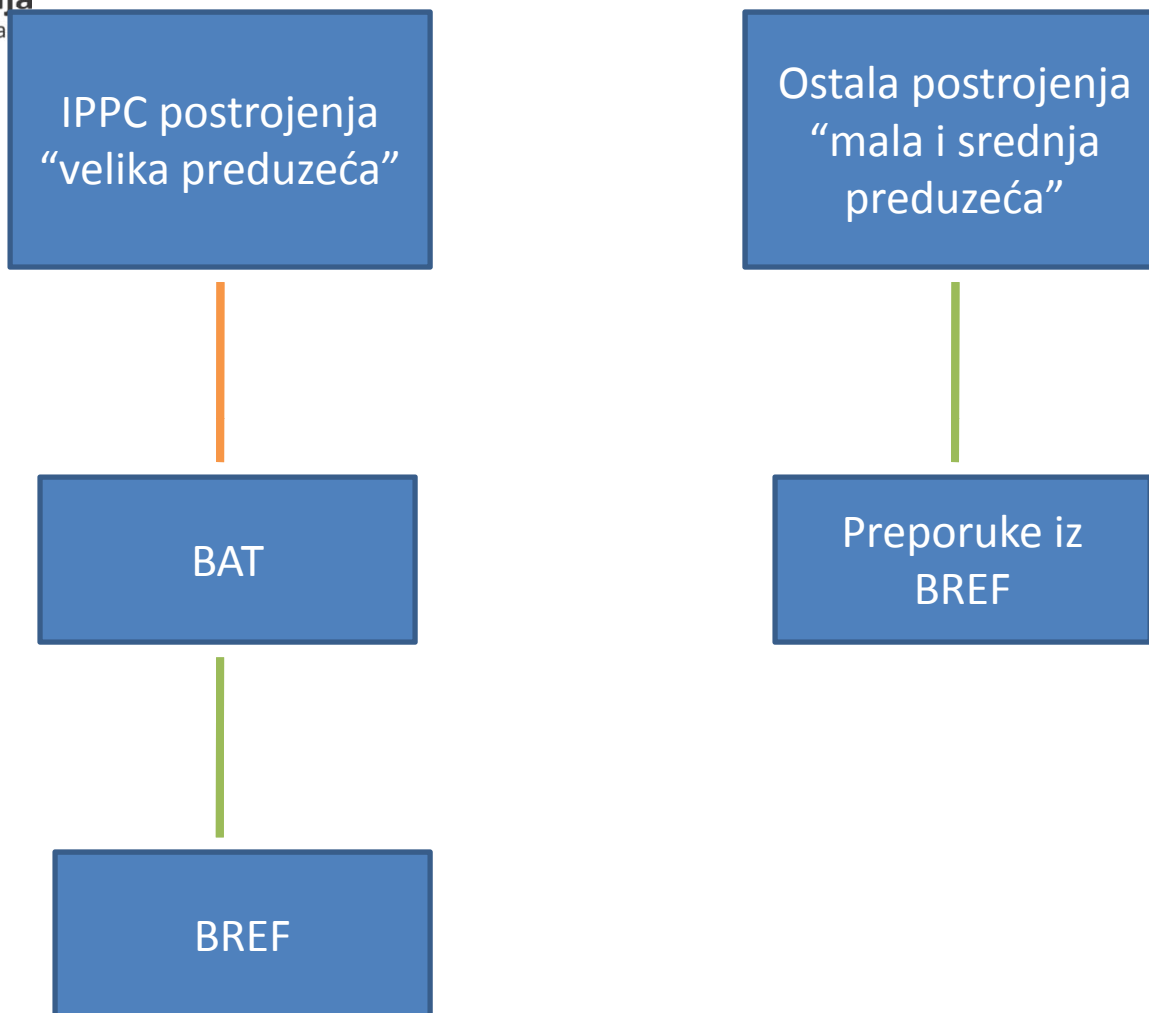 IPPC postrojenja
“velika preduzeća”
Ostala postrojenja
“mala i srednja
preduzeća”
BAT
Preporuke iz
BREF
BREF